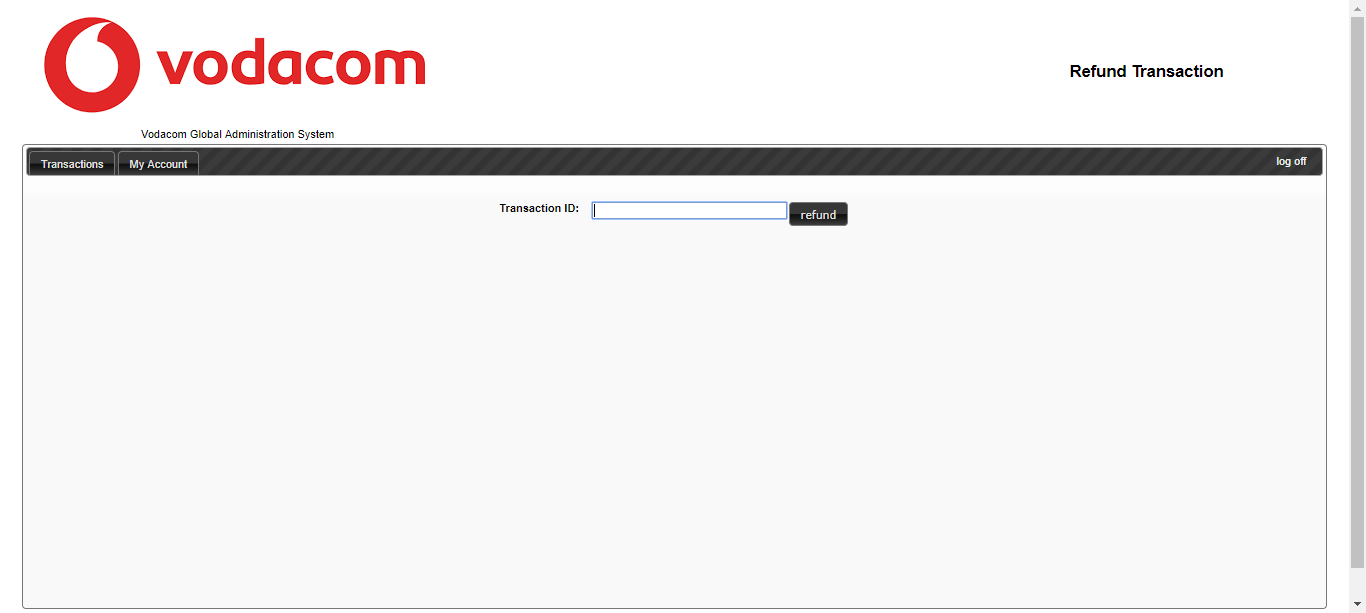 vodacom
Refund Transaction
Vodacom Global Administration System
Transactions My Account log off
Transaction ID: refund